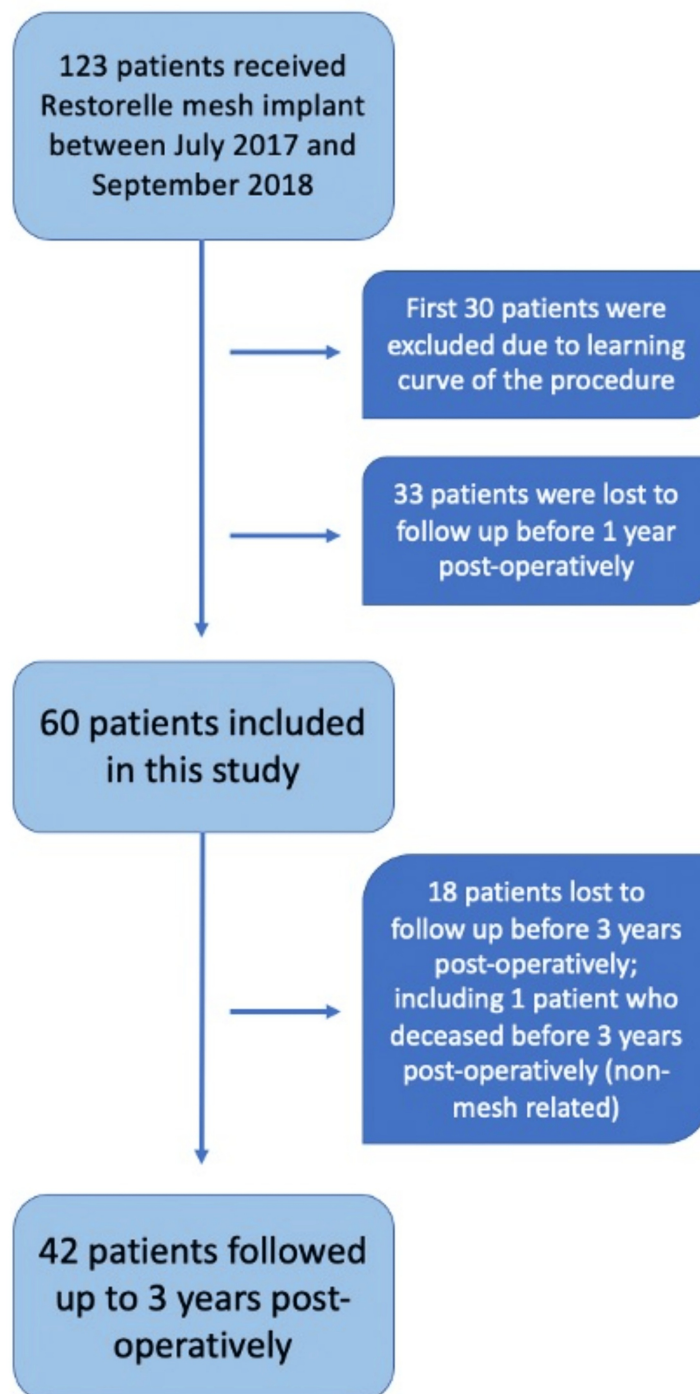 123 patients received
Restorelle mesh implant
between July 2017 and
September 2018
First 30 patients were
excluded due to learning
curve of the procedure
33 patients were lost to
follow up before 1 year
post-operatively
60 patients included
in this study
18 patients lost to
follow up before 3 years
post-operatively;
including 1 patient who
deceased before 3 years
post-operatively (non-
mesh related)
42 patients followed
up to 3 years post-
operatively